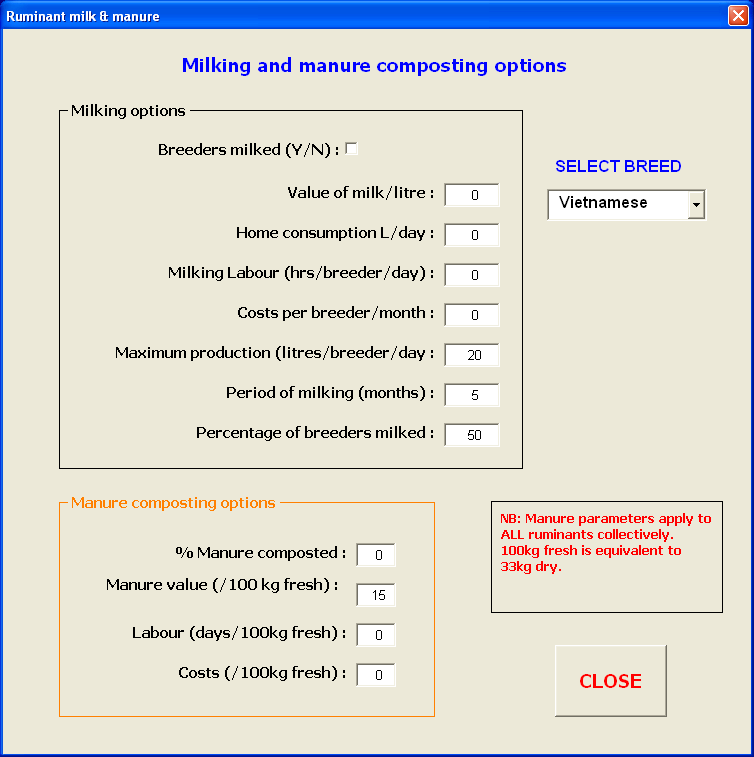 Ruminant milk & manure
Milking and manure composting options
Milking options
Breeders milked (Y/N) :
Value of milk/litre : 0
Home consumption L/day : 0
Milking Labour (hrs/breeder/day) : 0
Costs per breeder/month : 0
Maximum production (litres/breeder/day : 20
Period of milking (months) : 5
Percentage of breeders milked : 50
SELECT BREED
Vietnamese
Manure composting options
% Manure composted : 0
Manure value (/100 kg fresh) : 15
Labour (days/100kg fresh) : 0
Costs (/100kg fresh) : 0
NB: Manure parameters apply to
ALL ruminants collectively.
100kg fresh is equivalent to
33kg dry.
CLOSE